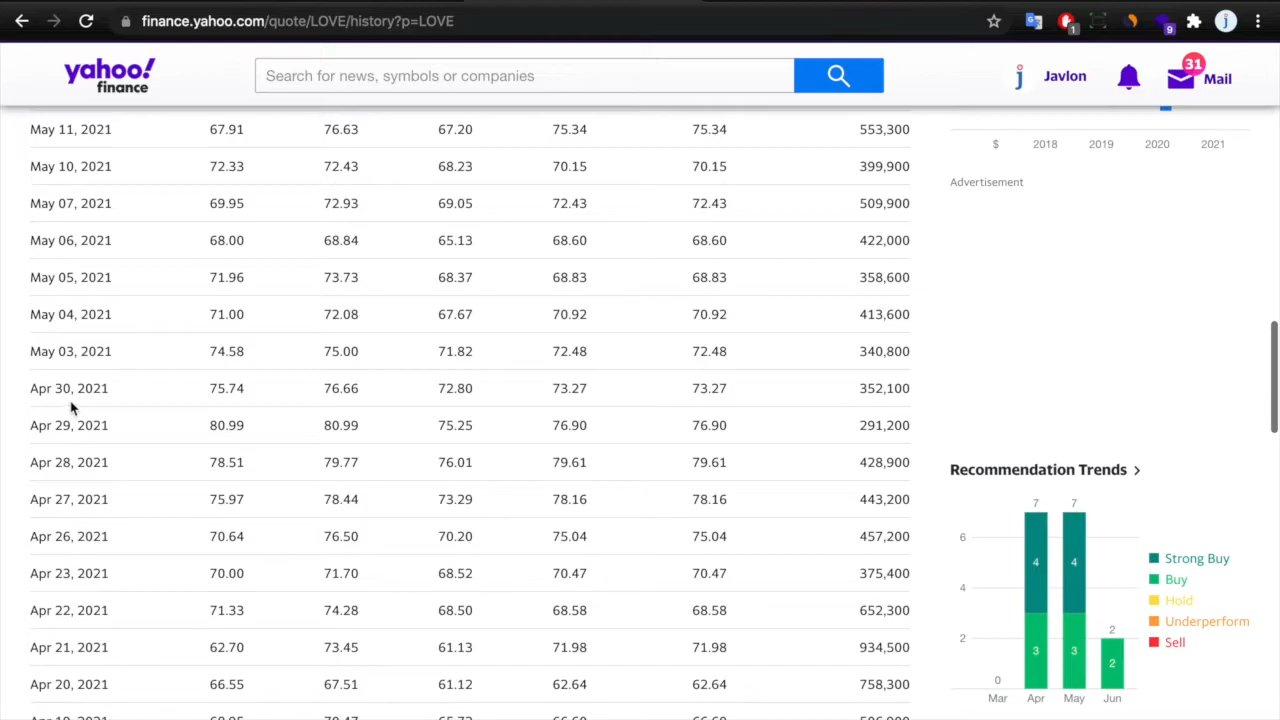 finance.yahoo.com/quote/LOVE/history?p=LOVE
1
9
j
yahoo!
finance
Search for news, symbols or companies
j Javlon
31
Mail
May 11, 2021 67.91 76.63 67.20 75.34 75.34 553,300
May 10, 2021 72.33 72.43 68.23 70.15 70.15 399,900
May 07, 2021 69.95 72.93 69.05 72.43 72.43 509,900
May 06, 2021 68.00 68.84 65.13 68.60 68.60 422,000
May 05, 2021 71.96 73.73 68.37 68.83 68.83 358,600
May 04, 2021 71.00 72.08 67.67 70.92 70.92 413,600
May 03, 2021 74.58 75.00 71.82 72.48 72.48 340,800
Apr 30, 2021 75.74 76.66 72.80 73.27 73.27 352,100
Apr 29, 2021 80.99 80.99 75.25 76.90 76.90 291,200
Apr 28, 2021 78.51 79.77 76.01 79.61 79.61 428,900
Apr 27, 2021 75.97 78.44 73.29 78.16 78.16 443,200
Apr 26, 2021 70.64 76.50 70.20 75.04 75.04 457,200
Apr 23, 2021 70.00 71.70 68.52 70.47 70.47 375,400
Apr 22, 2021 71.33 74.28 68.50 68.58 68.58 652,300
Apr 21, 2021 62.70 73.45 61.13 71.98 71.98 934,500
Apr 20, 2021 66.55 67.51 61.12 62.64 62.64 758,300
$ 2018 2019 2020 2021
Advertisement
Recommendation Trends
7 7
6
4 4
4
Strong Buy
Buy
Hold
Underperform
Sell
2
2
3 3 2
0
Mar Apr May Jun